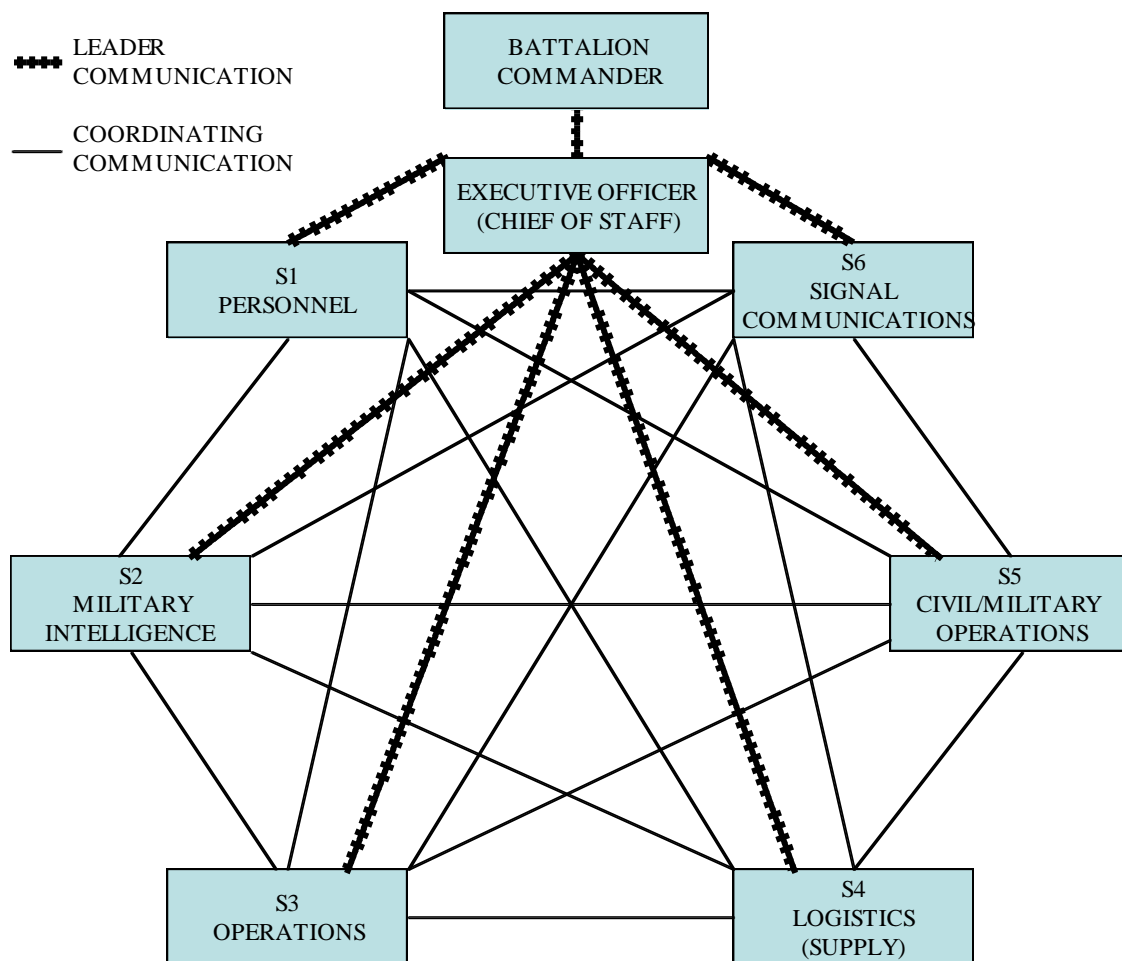 LEADER
COMMUNICATION
COORDINATING
COMMUNICATION
BATTALION
COMMANDER
EXECUTIVE OFFICER
(CHIEF OF STAFF)
S1
PERSONNEL
S6
SIGNAL
COMMUNICATIONS
S2
MILITARY
INTELLIGENCE
S5
CIVIL/MILITARY
OPERATIONS
S3
OPERATIONS
S4
LOGISTICS
(SUPPLY)